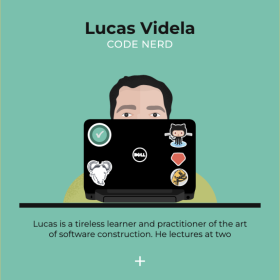 Lucas Videla
CODE NERD
DELL
Lucas is a tireless learner and practitioner of the art
of software construction. He lectures at two
+